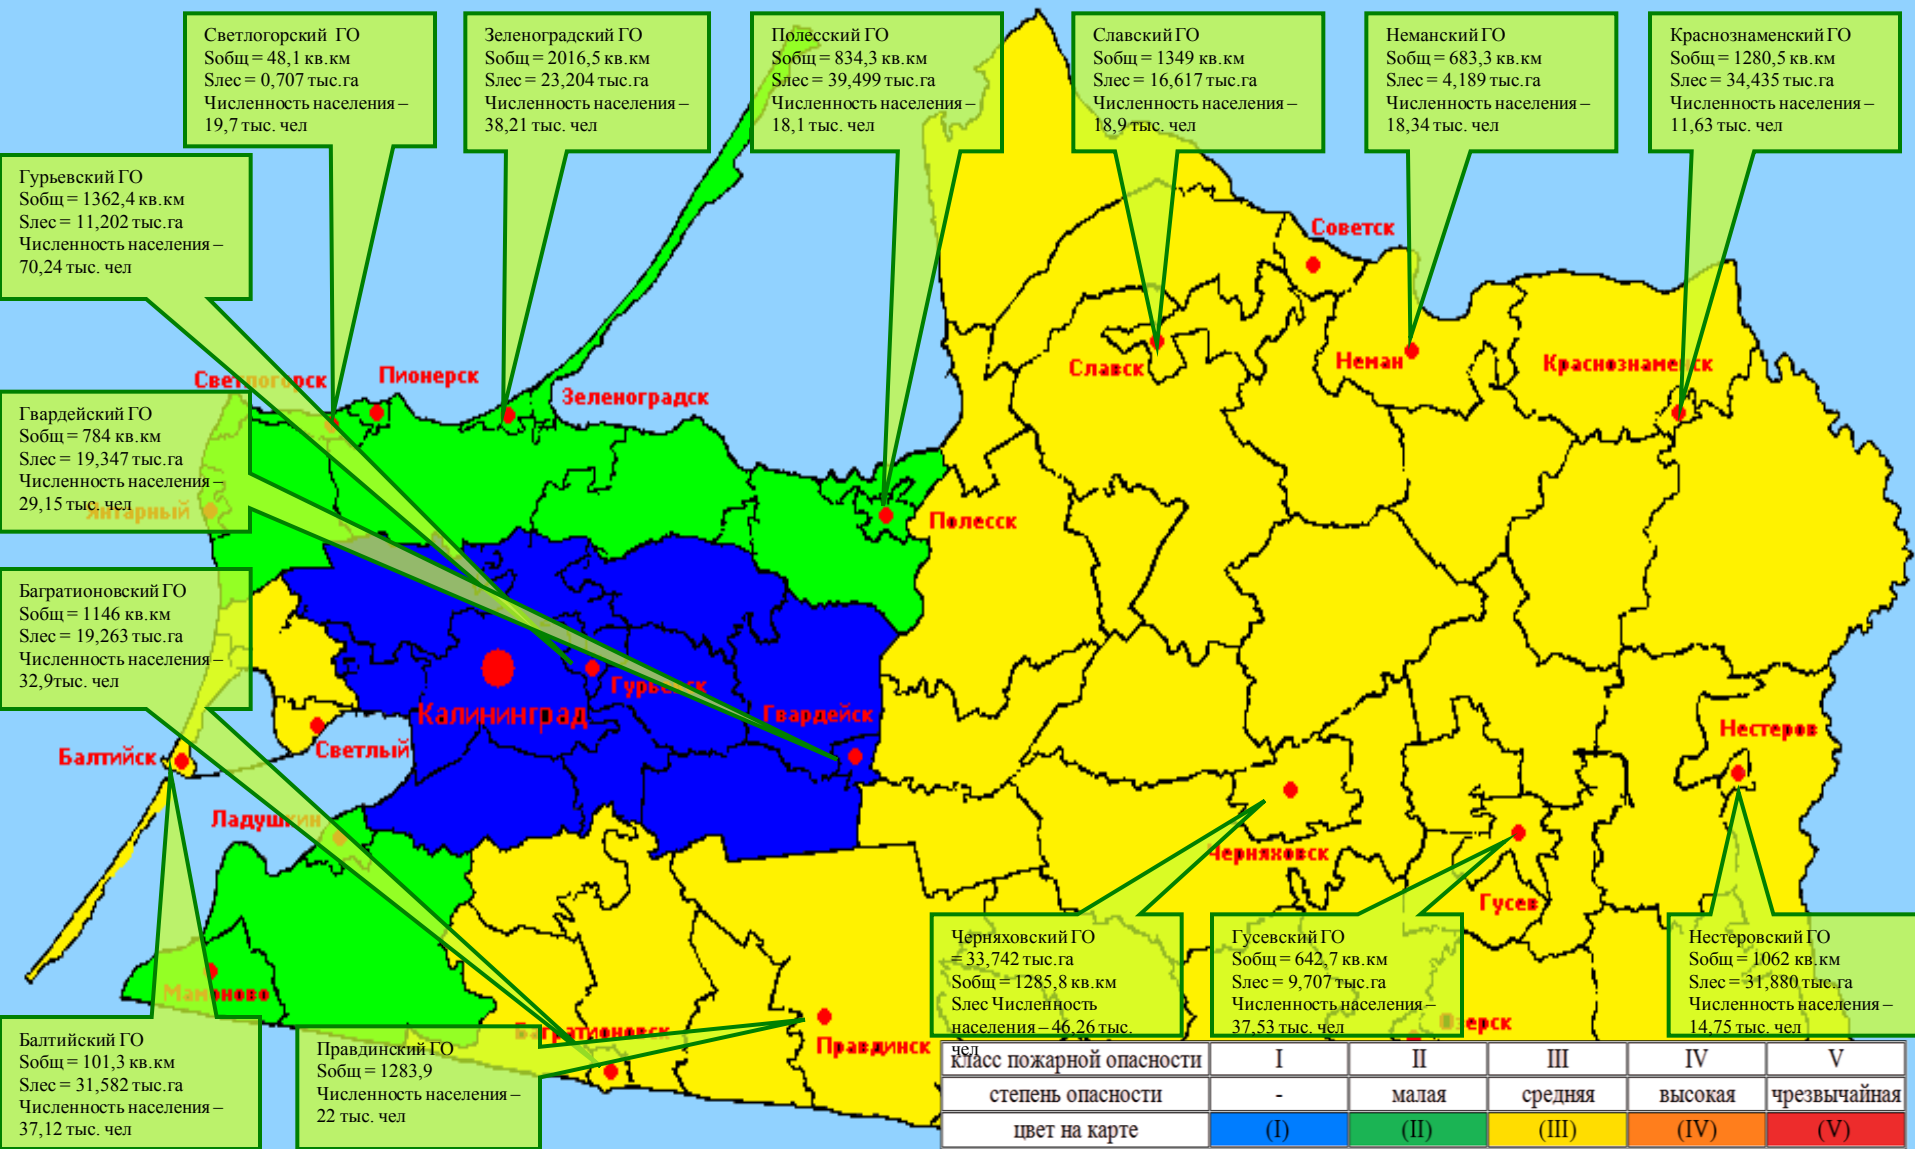 Светлогорский ГО
Sобщ = 48,1 кв.км
Sлес = 0,707 тыс.га
Численность населения –
19,7 тыс. чел
Зеленоградский ГО
Sобщ = 2016,5 кв.км
Sлес = 23,204 тыс.га
Численность населения –
38,21 тыс. чел
Полесский ГО
Sобщ = 834,3 кв.км
Sлес = 39,499 тыс.га
Численность населения –
18,1 тыс. чел
Славский ГО
Sобщ = 1349 кв.км
Sлес = 16,617 тыс.га
Численность населения –
18,9 тыс. чел
Неманский ГО
Sобщ = 683,3 кв.км
Sлес = 4,189 тыс.га
Численность населения –
18,34 тыс. чел
Краснознаменский ГО
Sобщ = 1280,5 кв.км
Sлес = 34,435 тыс.га
Численность населения –
11,63 тыс. чел
Гурьевский ГО
Sобщ = 1362,4 кв.км
Sлес = 11,202 тыс.га
Численность населения –
70,24 тыс. чел
Советск
Светлогорск
Пионерск
Зеленоградск
Славск
Неман
Краснознаменск
Гвардейский ГО
Sобщ = 784 кв.км
Sлес = 19,347 тыс.га
Численность населения –
29,15 тыс. чел
Янтарный
Полесск
Багратионовский ГО
Sобщ = 1146 кв.км
Sлес = 19,263 тыс.га
Численность населения –
32,9тыс. чел
Гурьевск
Калининград
Гвардейск
Нестеров
Балтийск
Светлый
Ладушкин
Черняховск
Гусев
Мамоново
Багратионовск
Правдинск
Озерск
Черняховский ГО
= 33,742 тыс.га
Sобщ = 1285,8 кв.км
Sлес Численность
населения – 46,26 тыс.
чел
Гусевский ГО
Sобщ = 642,7 кв.км
Sлес = 9,707 тыс.га
Численность населения –
37,53 тыс. чел
Нестеровский ГО
Sобщ = 1062 кв.км
Sлес = 31,880 тыс.га
Численность населения –
14,75 тыс. чел
Балтийский ГО
Sобщ = 101,3 кв.км
Sлес = 31,582 тыс.га
Численность населения –
37,12 тыс. чел
Правдинский ГО
Sобщ = 1283,9
Численность населения –
22 тыс. чел
класс пожарной опасности I II III IV V
степень опасности - малая средняя высокая чрезвычайная
цвет на карте (I) (II) (III) (IV) (V)